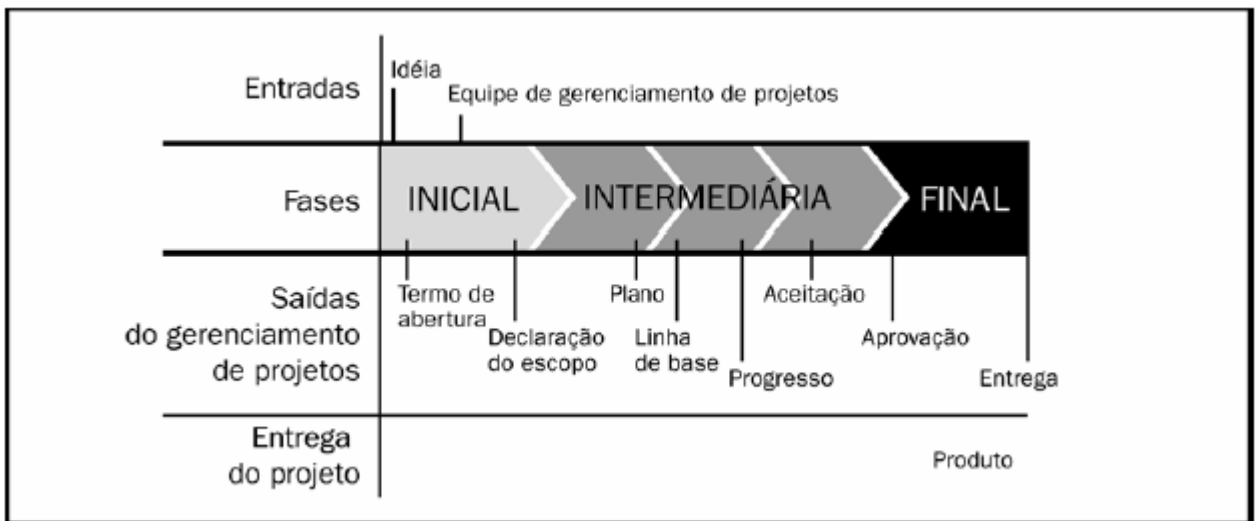 Entradas
Idéia
Equipe de gerenciamento de projetos
Fases
INICIAL
INTERMEDIÁRIA
FINAL
Saídas
do gerenciamento
de projetos
Termo de
abertura
Declaração
do escopo
Plano
Linha
de base
Progresso
Aceitação
Aprovação
Entrega
Entrega
do projeto
Produto